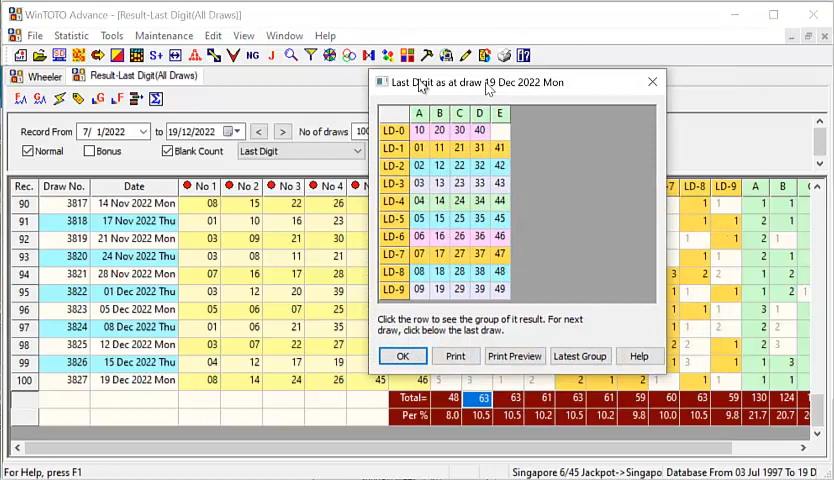 WinTOTO Advance - [Result-Last Digit(All Draws)]
File Statistic Tools Maintenance Edit View Window Help
Wheeler Result-Last Digit(All Draws)
Record From 7/ 1/2022 to 19/12/2022 < > No of draws 100
Normal Bonus Blank Count Last Digit
Rec. Draw No. Date No 1 No 2 No 3 No 4 LD-8 LD-9 A B
90 3817 14 Nov 2022 Mon 08 15 22 26
91 3818 17 Nov 2022 Thu 01 10 16 23
92 3819 21 Nov 2022 Mon 03 09 21 30
93 3820 24 Nov 2022 Thu 03 08 11 21
94 3821 28 Nov 2022 Mon 07 16 17 28
95 3822 01 Dec 2022 Thu 03 12 20 39
96 3823 05 Dec 2022 Mon 05 06 07 26
97 3824 08 Dec 2022 Thu 01 06 21 35
98 3825 12 Dec 2022 Mon 03 07 22 29
99 3826 15 Dec 2022 Thu 04 12 17 19
100 3827 19 Dec 2022 Mon 08 14 24 26 45 46
Total= 48 63 63 61 63 61 59 60 63 59 130 124
Per % 8.0 10.5 10.5 10.2 10.5 10.2 9.8 10.0 10.5 9.8 21.7 20.7
Last Digit as at draw 19 Dec 2022 Mon
A B C D E
LD-0 10 20 30 40
LD-1 01 11 21 31 41
LD-2 02 12 22 32 42
LD-3 03 13 23 33 43
LD-4 04 14 24 34 44
LD-5 05 15 25 35 45
LD-6 06 16 26 36 46
LD-7 07 17 27 37 47
LD-8 08 18 28 38 48
LD-9 09 19 29 39 49
Click the row to see the group of it result. For next
draw, click below the last draw.
OK Print Print Preview Latest Group Help
For Help, press F1
Singapore 6/45 Jackpot->Singapo Database From 03 Jul 1997 To 19 D